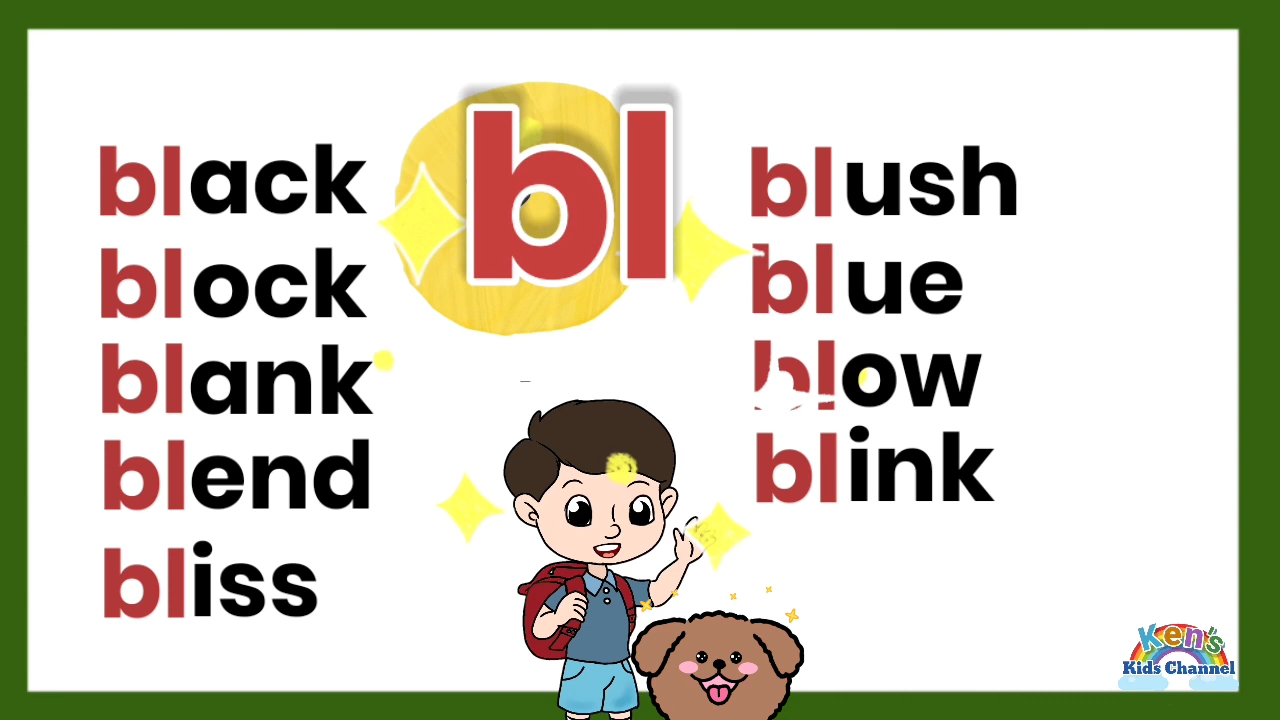 bl
black
block
blank
blend
bliss
blush
blue
blow
blink
Ken's
Kids Channel